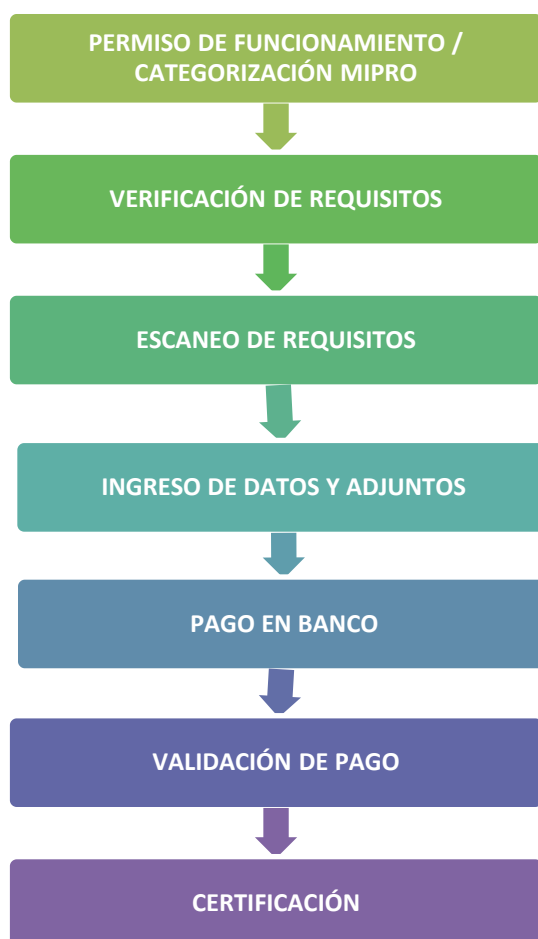 PERMISO DE FUNCIONAMIENTO /
CATEGORIZACIÓN MIPRO
VERIFICACIÓN DE REQUISITOS
ESCANEO DE REQUISITOS
INGRESO DE DATOS Y ADJUNTOS
PAGO EN BANCO
VALIDACIÓN DE PAGO
CERTIFICACIÓN